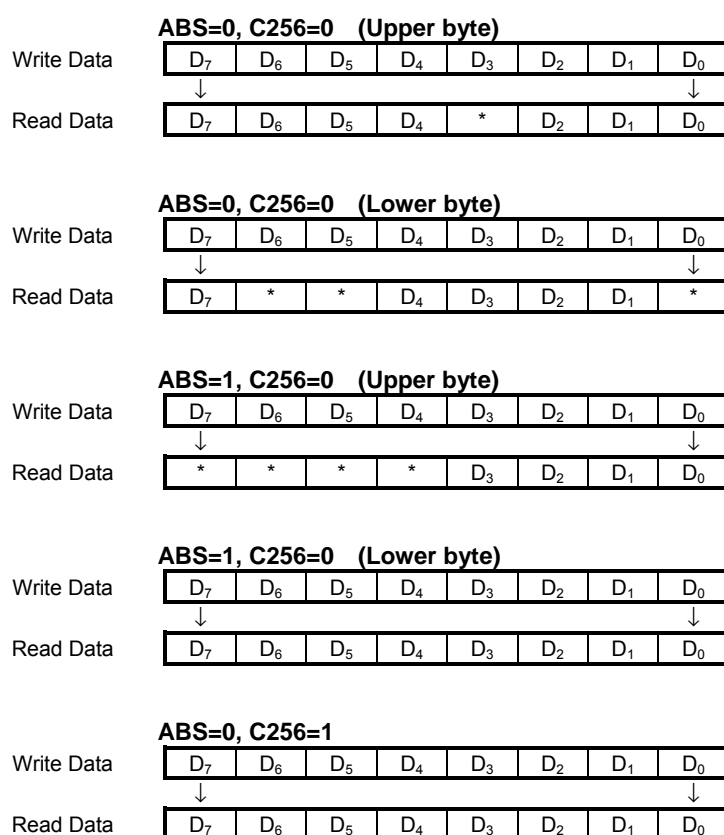 ABS=0, C256=0 (Upper byte)
Write Data D₇ D₆ D₅ D₄ D₃ D₂ D₁ D₀
↓ ↓
Read Data D₇ D₆ D₅ D₄ * D₂ D₁ D₀
ABS=0, C256=0 (Lower byte)
Write Data D₇ D₆ D₅ D₄ D₃ D₂ D₁ D₀
↓ ↓
Read Data D₇ * * D₄ D₃ D₂ D₁ *
ABS=1, C256=0 (Upper byte)
Write Data D₇ D₆ D₅ D₄ D₃ D₂ D₁ D₀
↓ ↓
Read Data * * * * D₃ D₂ D₁ D₀
ABS=1, C256=0 (Lower byte)
Write Data D₇ D₆ D₅ D₄ D₃ D₂ D₁ D₀
↓ ↓
Read Data D₇ D₆ D₅ D₄ D₃ D₂ D₁ D₀
ABS=0, C256=1
Write Data D₇ D₆ D₅ D₄ D₃ D₂ D₁ D₀
↓ ↓
Read Data D₇ D₆ D₅ D₄ D₃ D₂ D₁ D₀